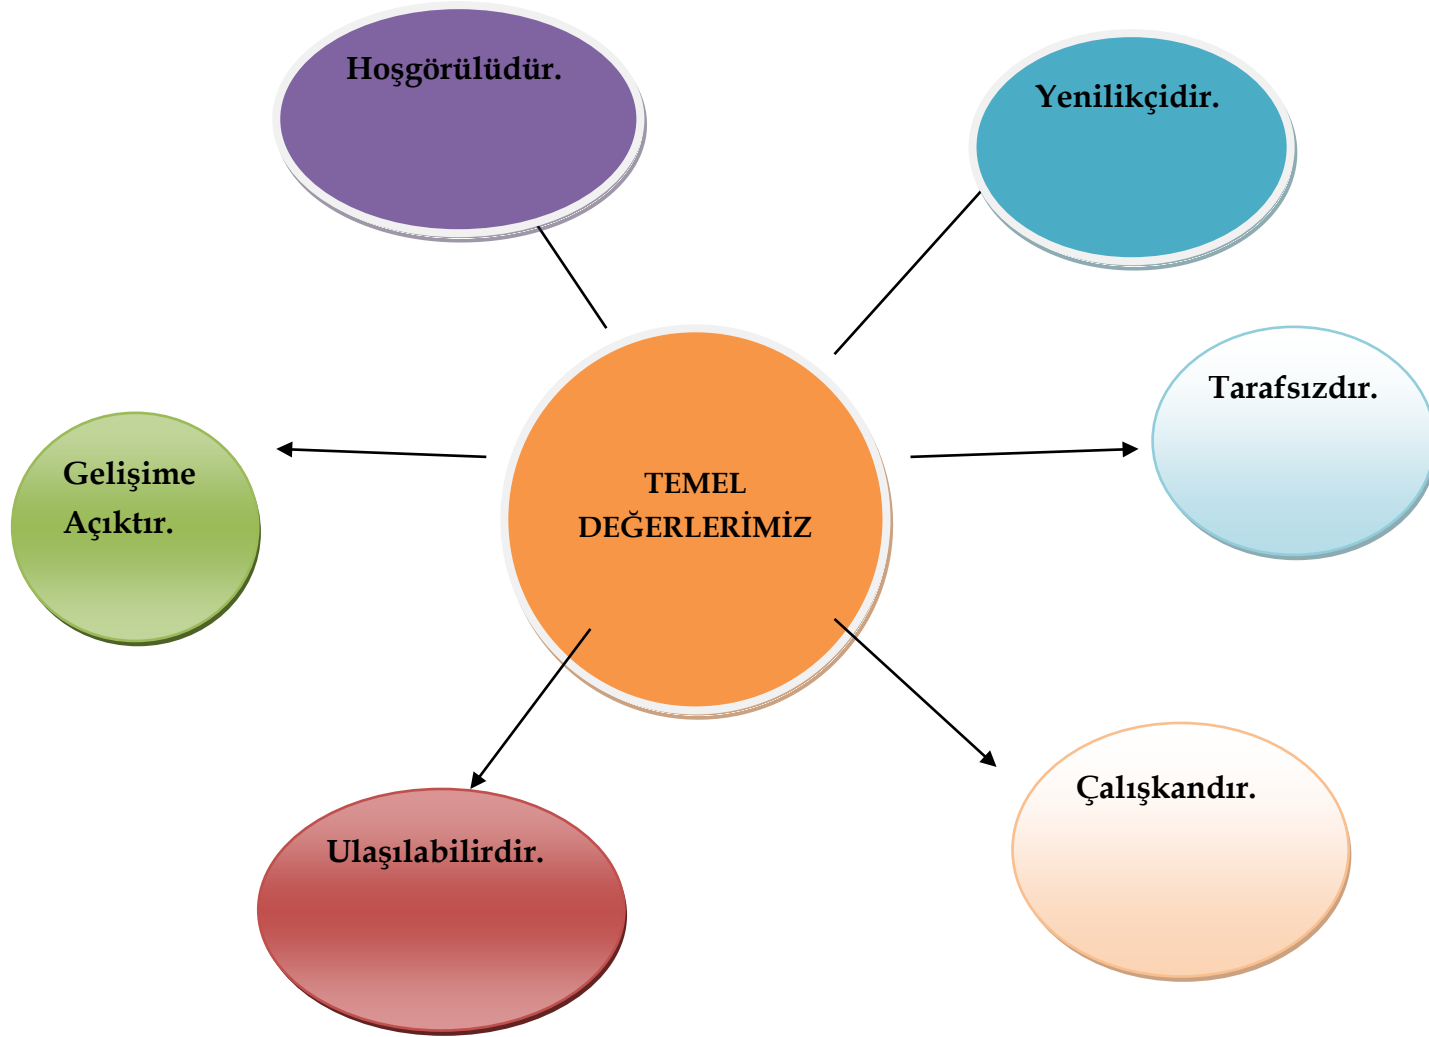 Hoşgörülüdür.
Yenilikçidir.
Tarafsızdır.
Gelişime
Açıktır.
TEMEL
DEĞERLERİMİZ
Çalışkandır.
Ulaşılabilirdir.